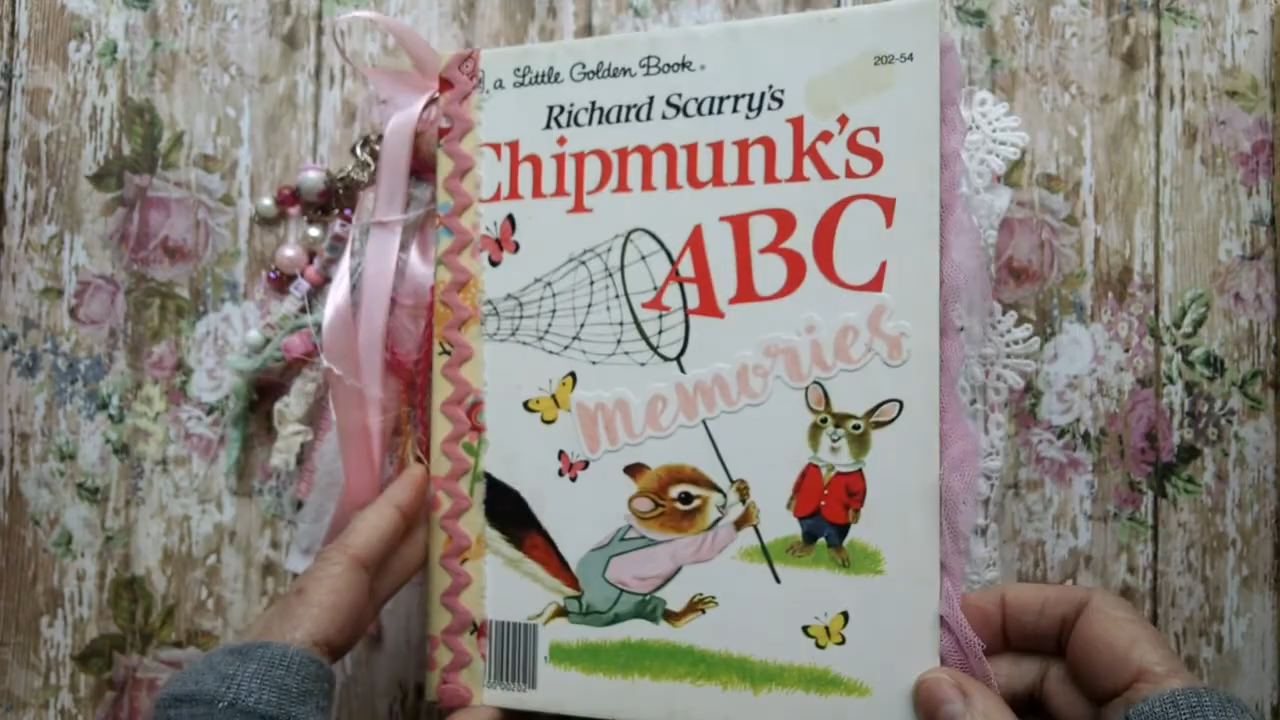 a Little Golden Book®
202-54
Richard Scarry's
Chipmunk's
ABC
memories